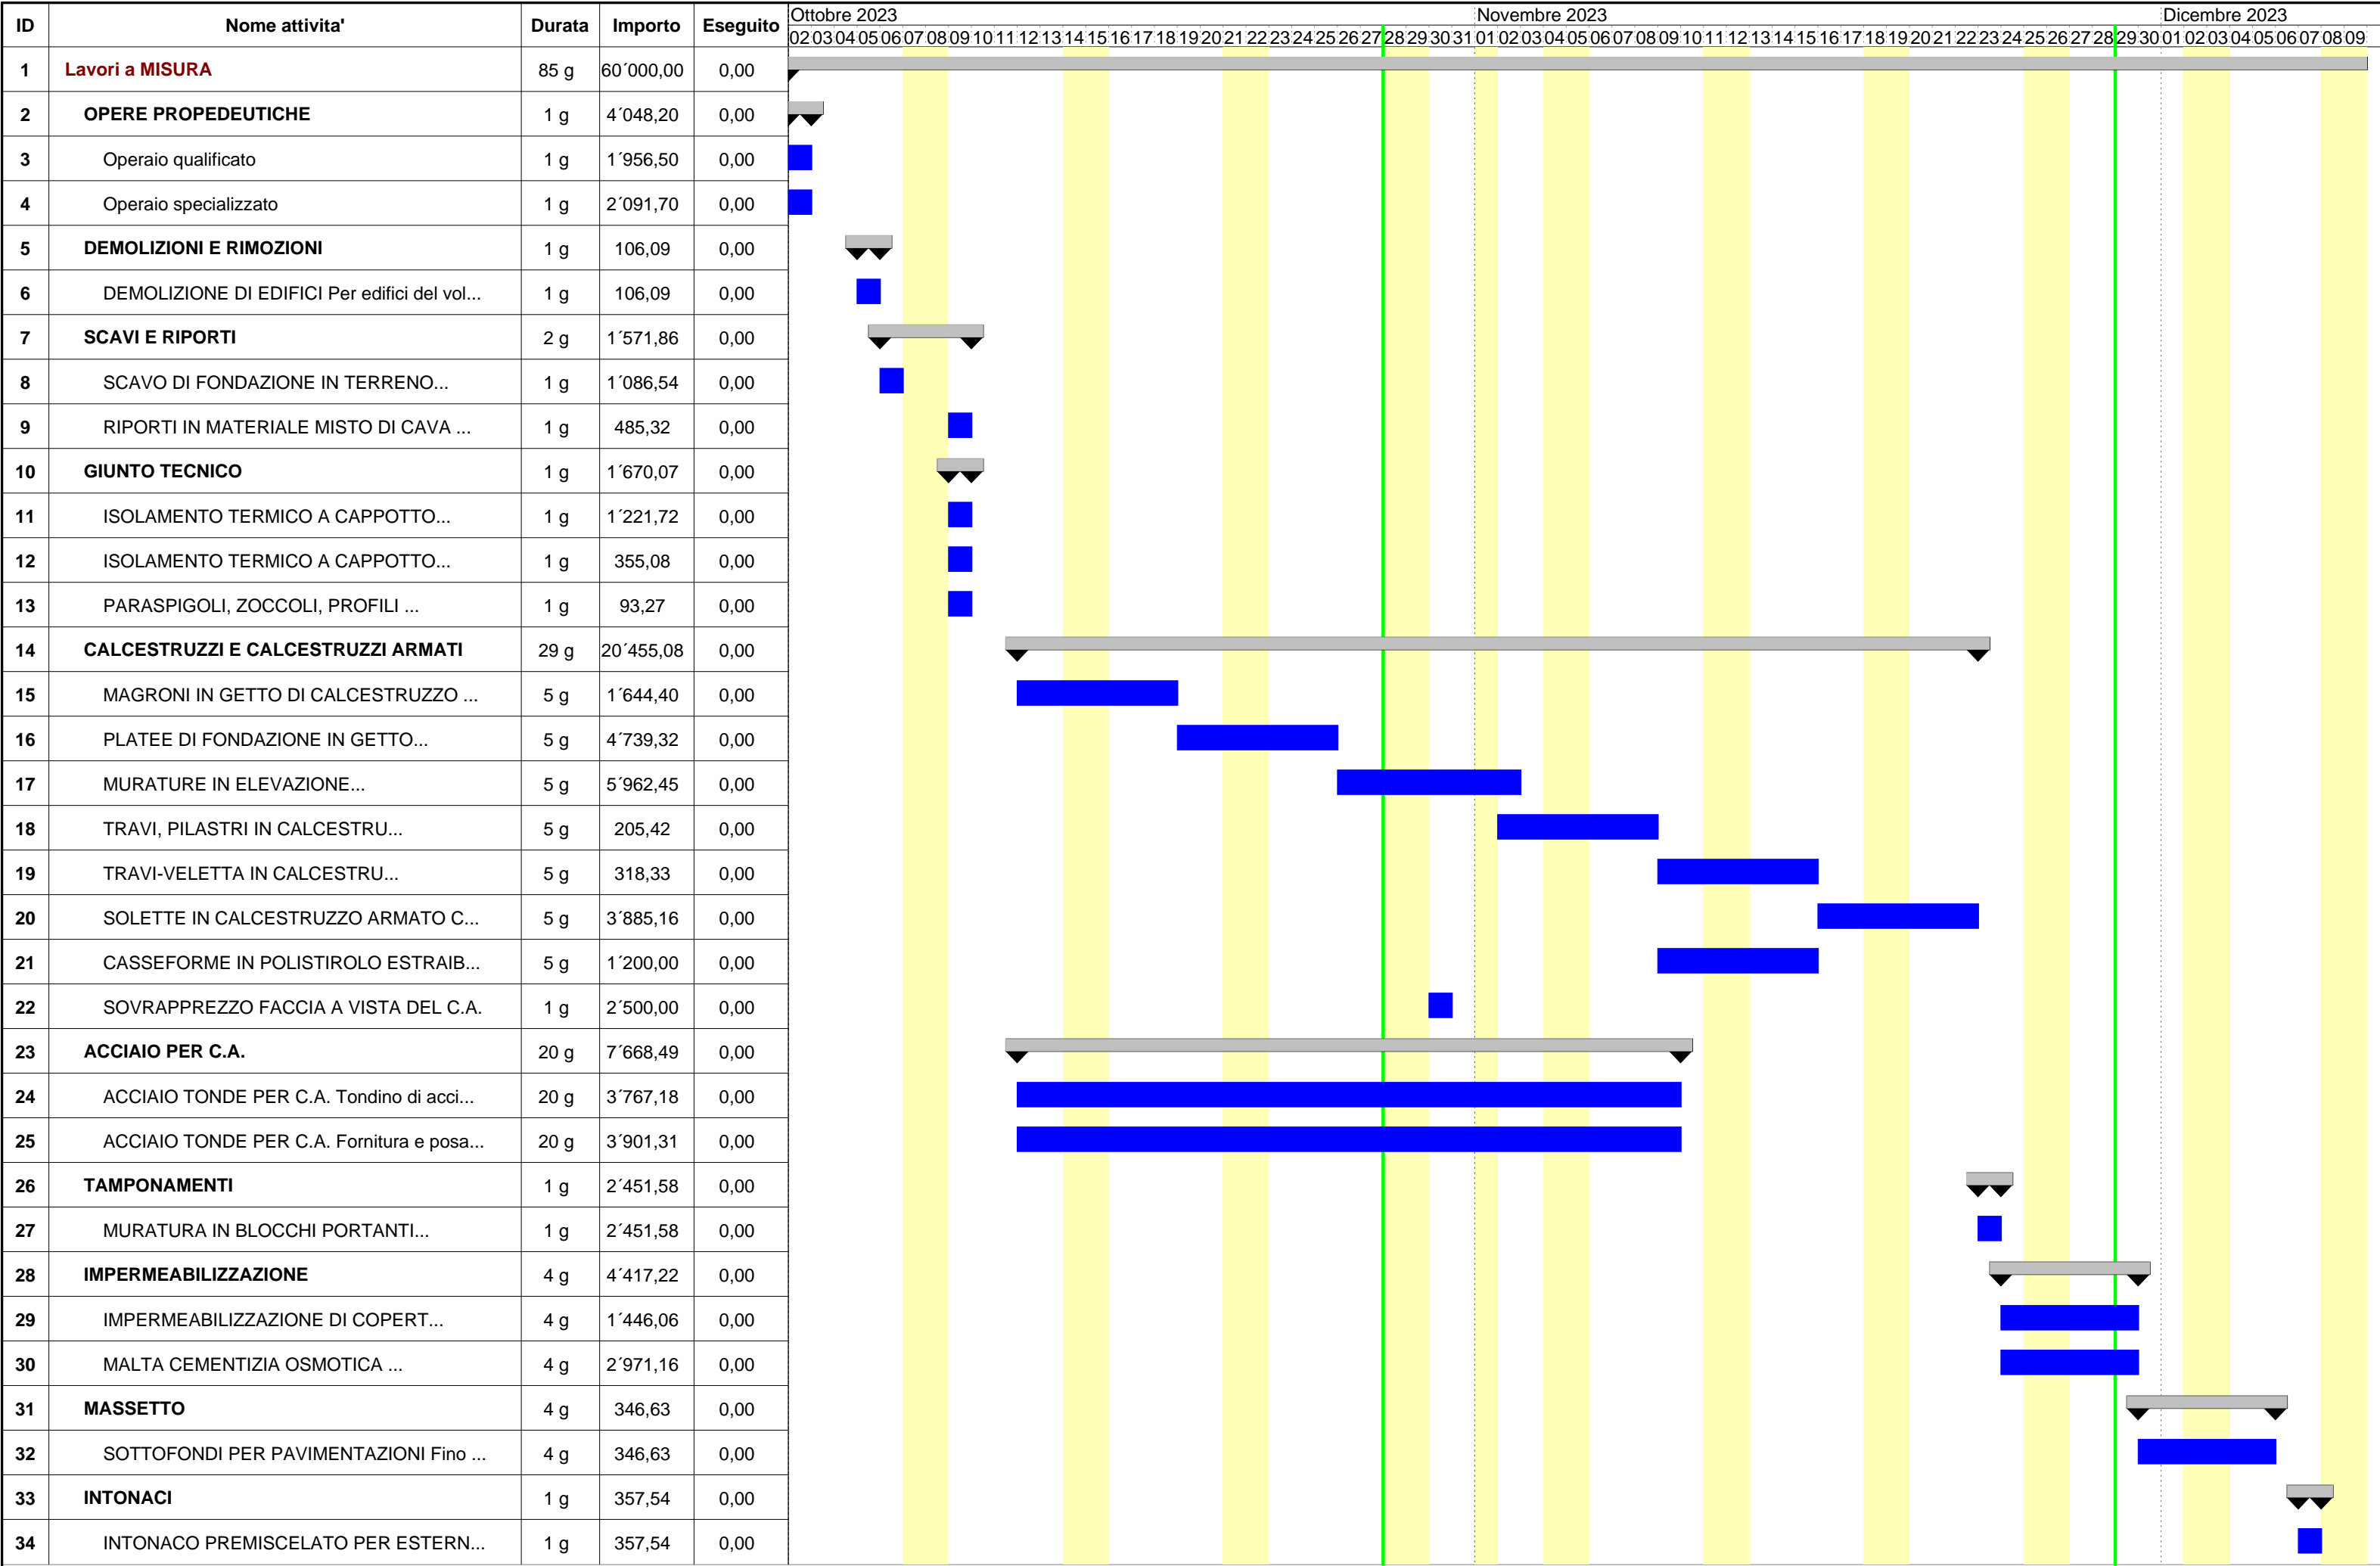 ID Nome attivita' Durata Importo Eseguito Ottobre 2023 Novembre 2023 Dicembre 2023
02 03 04 05 06 07 08 09 10 11 12 13 14 15 16 17 18 19 20 21 22 23 24 25 26 27 28 29 30 31 01 02 03 04 05 06 07 08 09 10 11 12 13 14 15 16 17 18 19 20 21 22 23 24 25 26 27 28 29 30 01 02 03 04 05 06 07 08 09
1 Lavori a MISURA 85 g 60´000,00 0,00
2 OPERE PROPEDEUTICHE 1 g 4´048,20 0,00
3 Operaio qualificato 1 g 1´956,50 0,00
4 Operaio specializzato 1 g 2´091,70 0,00
5 DEMOLIZIONI E RIMOZIONI 1 g 106,09 0,00
6 DEMOLIZIONE DI EDIFICI Per edifici del vol... 1 g 106,09 0,00
7 SCAVI E RIPORTI 2 g 1´571,86 0,00
8 SCAVO DI FONDAZIONE IN TERRENO... 1 g 1´086,54 0,00
9 RIPORTI IN MATERIALE MISTO DI CAVA ... 1 g 485,32 0,00
10 GIUNTO TECNICO 1 g 1´670,07 0,00
11 ISOLAMENTO TERMICO A CAPPOTTO... 1 g 1´221,72 0,00
12 ISOLAMENTO TERMICO A CAPPOTTO... 1 g 355,08 0,00
13 PARASPIGOLI, ZOCCOLI, PROFILI ... 1 g 93,27 0,00
14 CALCESTRUZZI E CALCESTRUZZI ARMATI 29 g 20´455,08 0,00
15 MAGRONI IN GETTO DI CALCESTRUZZO ... 5 g 1´644,40 0,00
16 PLATEE DI FONDAZIONE IN GETTO... 5 g 4´739,32 0,00
17 MURATURE IN ELEVAZIONE... 5 g 5´962,45 0,00
18 TRAVI, PILASTRI IN CALCESTRU... 5 g 205,42 0,00
19 TRAVI-VELETTA IN CALCESTRU... 5 g 318,33 0,00
20 SOLETTE IN CALCESTRUZZO ARMATO C... 5 g 3´885,16 0,00
21 CASSEFORME IN POLISTIROLO ESTRAIB... 5 g 1´200,00 0,00
22 SOVRAPPREZZO FACCIA A VISTA DEL C.A. 1 g 2´500,00 0,00
23 ACCIAIO PER C.A. 20 g 7´668,49 0,00
24 ACCIAIO TONDE PER C.A. Tondino di acci... 20 g 3´767,18 0,00
25 ACCIAIO TONDE PER C.A. Fornitura e posa... 20 g 3´901,31 0,00
26 TAMPONAMENTI 1 g 2´451,58 0,00
27 MURATURA IN BLOCCHI PORTANTI... 1 g 2´451,58 0,00
28 IMPERMEABILIZZAZIONE 4 g 4´417,22 0,00
29 IMPERMEABILIZZAZIONE DI COPERT... 4 g 1´446,06 0,00
30 MALTA CEMENTIZIA OSMOTICA ... 4 g 2´971,16 0,00
31 MASSETTO 4 g 346,63 0,00
32 SOTTOFONDI PER PAVIMENTAZIONI Fino ... 4 g 346,63 0,00
33 INTONACI 1 g 357,54 0,00
34 INTONACO PREMISCELATO PER ESTERN... 1 g 357,54 0,00